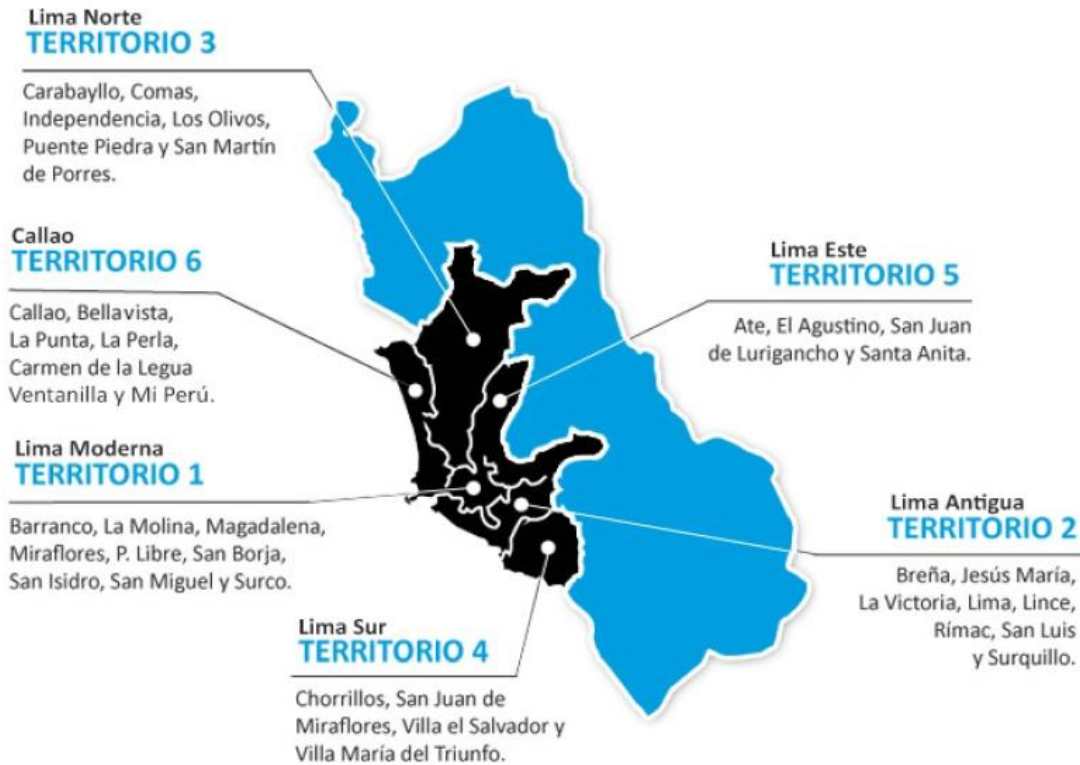 Lima Norte
TERRITORIO 3
Carabayllo, Comas,
Independencia, Los Olivos,
Puente Piedra y San Martín
de Porres.
Callao
TERRITORIO 6
Callao, Bellavista,
La Punta, La Perla,
Carmen de la Legua
Ventanilla y Mi Perú.
Lima Moderna
TERRITORIO 1
Barranco, La Molina, Magadalena,
Miraflores, P. Libre, San Borja,
San Isidro, San Miguel y Surco.
Lima Sur
TERRITORIO 4
Chorrillos, San Juan de
Miraflores, Villa el Salvador y
Villa María del Triunfo.
Lima Este
TERRITORIO 5
Ate, El Agustino, San Juan
de Lurigancho y Santa Anita.
Lima Antigua
TERRITORIO 2
Breña, Jesús María,
La Victoria, Lima, Lince,
Rímac, San Luis
y Surquillo.